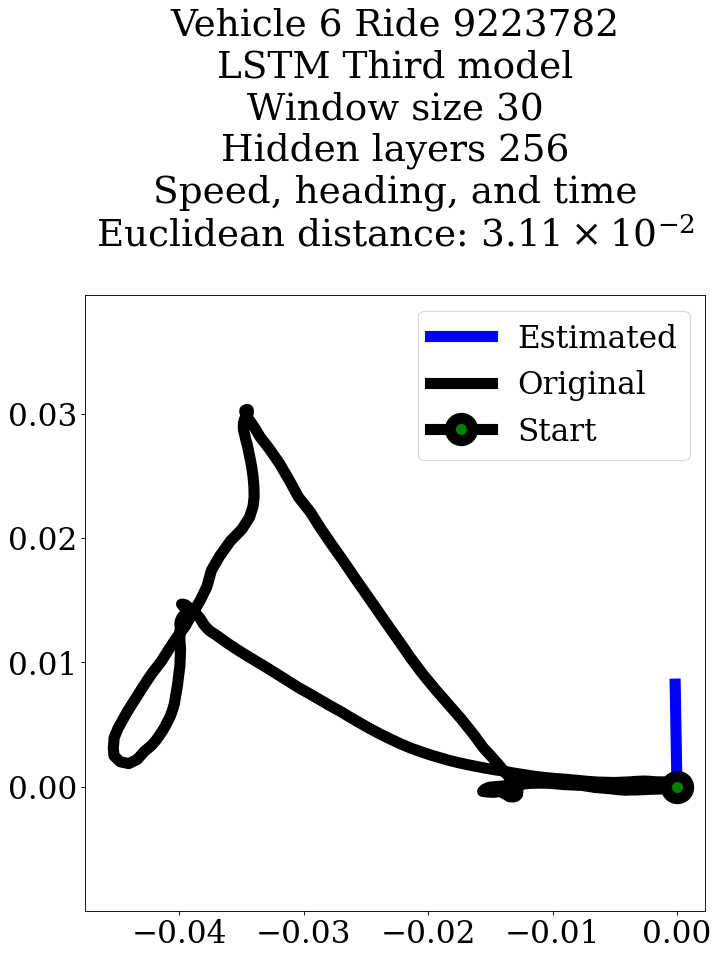 Vehicle 6 Ride 9223782
LSTM Third model
Window size 30
Hidden layers 256
Speed, heading, and time
Euclidean distance: 3.11 × 10⁻²
Estimated
Original
Start
0.03
0.02
0.01
0.00
−0.04 −0.03 −0.02 −0.01 0.00